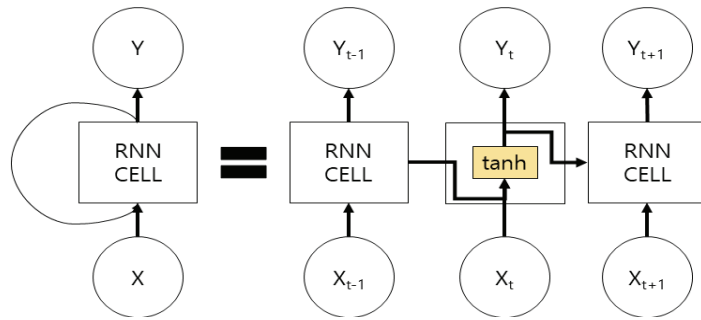 Y
Yt-1
Yt
Yt+1
RNN
CELL
=
RNN
CELL
tanh
RNN
CELL
X
Xt-1
Xt
Xt+1